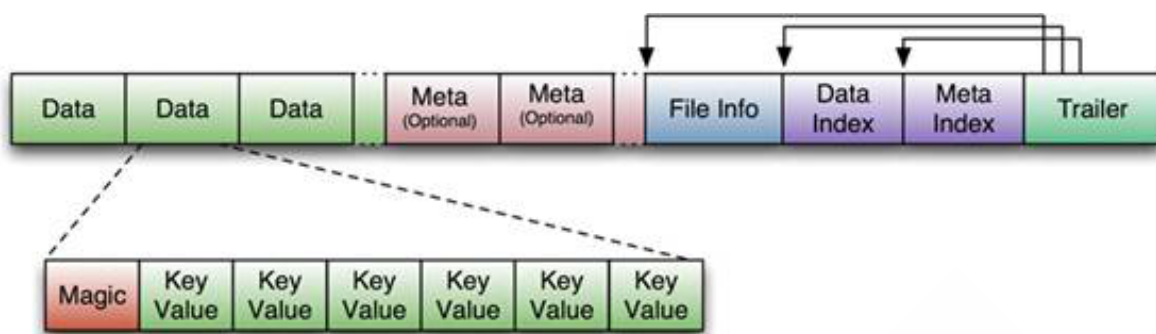 Data
Data
Data
Meta
(Optional)
Meta
(Optional)
File Info
Data
Index
Meta
Index
Trailer
Magic
Key
Value
Key
Value
Key
Value
Key
Value
Key
Value
Key
Value